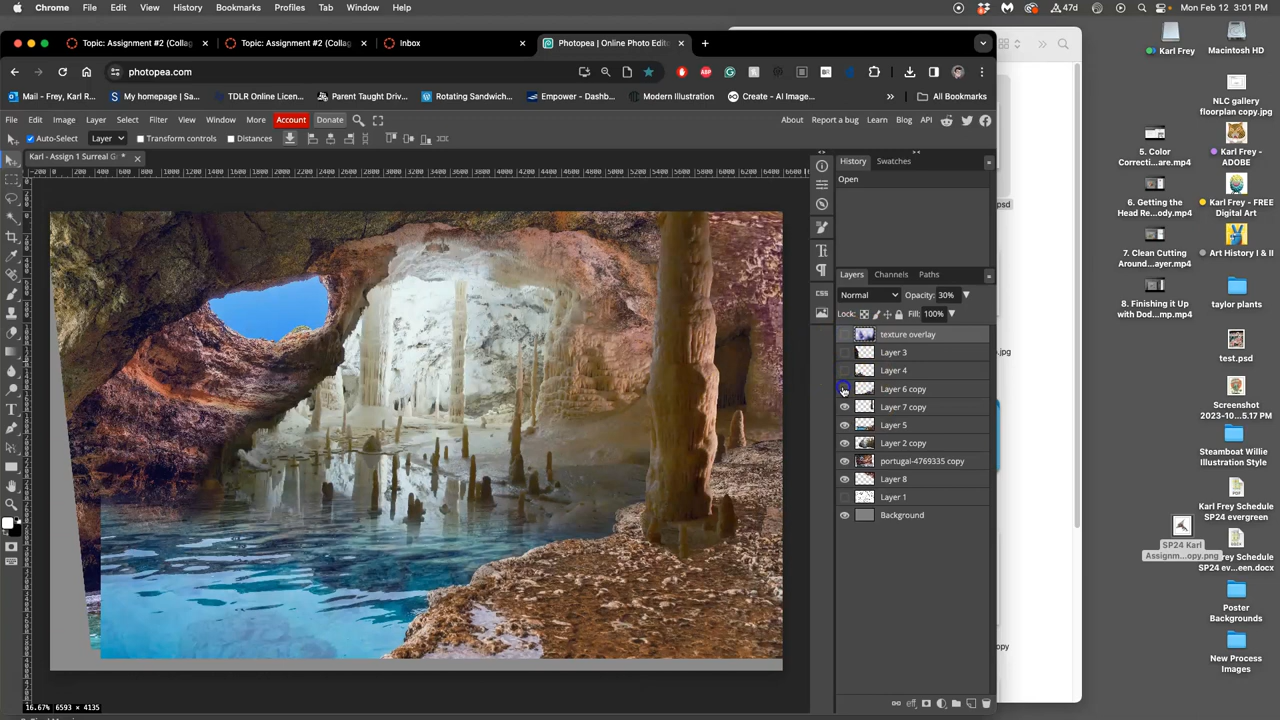 Chrome File Edit View History Bookmarks Profiles Tab Window Help 47d Mon Feb 12 3:01 PM
Topic: Assignment #2 (Collag Topic: Assignment #2 (Collag Inbox Photopea | Online Photo Edit
photopea.com
Mail - Frey, Karl R... My homepage | Sa... TDLR Online Licen... Parent Taught Driv... Rotating Sandwich... Empower - Dashb... Modern Illustration Create - AI Image... All Bookmarks
File Edit Image Layer Select Filter View Window More Account Donate About Report a bug Learn Blog API
Auto-Select Layer Transform controls Distances
Karl - Assign 1 Surreal G *
History Swatches
Open
Layers Channels Paths
Normal Opacity: 30%
Lock: Fill: 100%
texture overlay
Layer 3
Layer 4
Layer 6 copy
Layer 7 copy
Layer 5
Layer 2 copy
portugal-4769335 copy
Layer 8
Layer 1
Background
16.67% 6593 × 4135
psd
.jpg
opy
Karl Frey
Macintosh HD
NLC gallery
floorplan copy.jpg
5. Color
Correcti...are.mp4
Karl Frey -
ADOBE
6. Getting the
Head Re...ody.mp4
Karl Frey - FREE
Digital Art
7. Clean Cutting
Around...ayer.mp4
Art History I & II
8. Finishing it Up
with Dod...mp.mp4
taylor plants
test.psd
Screenshot
2023-10...5.17 PM
Steamboat Willie
Illustration Style
Karl Frey Schedule
SP24 evergreen
SP24 Karl
Assignm...opy.png
Karl Frey Schedule
SP24 ev...een.docx
Poster
Backgrounds
New Process
Images